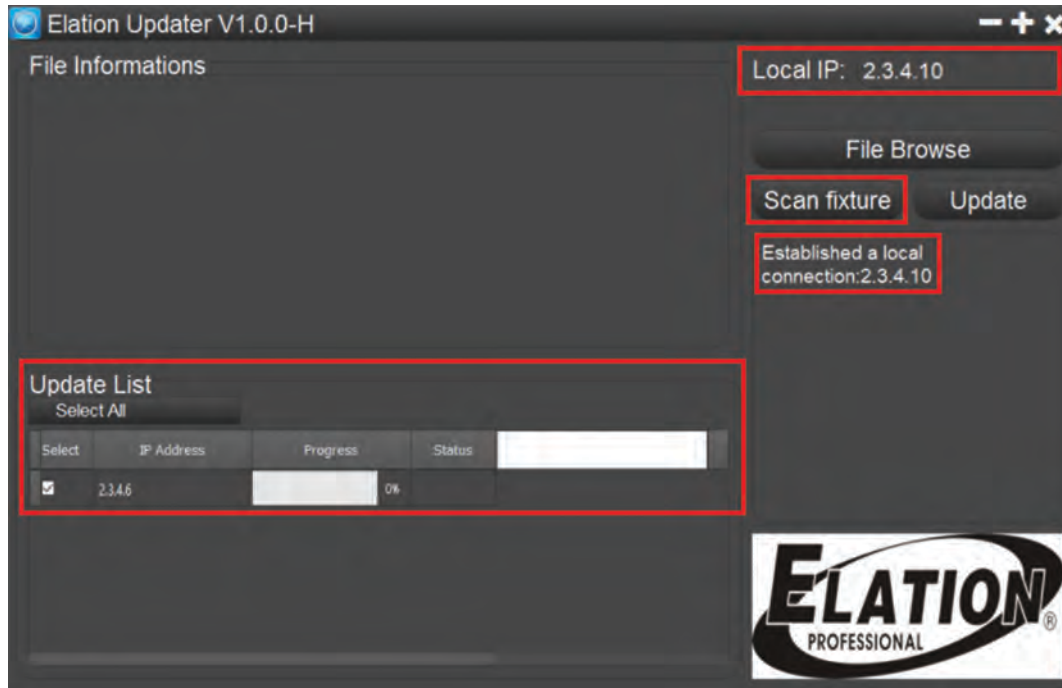 Elation Updater V1.0.0-H
File Informations
Local IP: 2.3.4.10
File Browse
Scan fixture
Update
Established a local
connection:2.3.4.10
Update List
Select All
Select IP Address Progress Status
2.3.4.6 0%
ELATION®
PROFESSIONAL